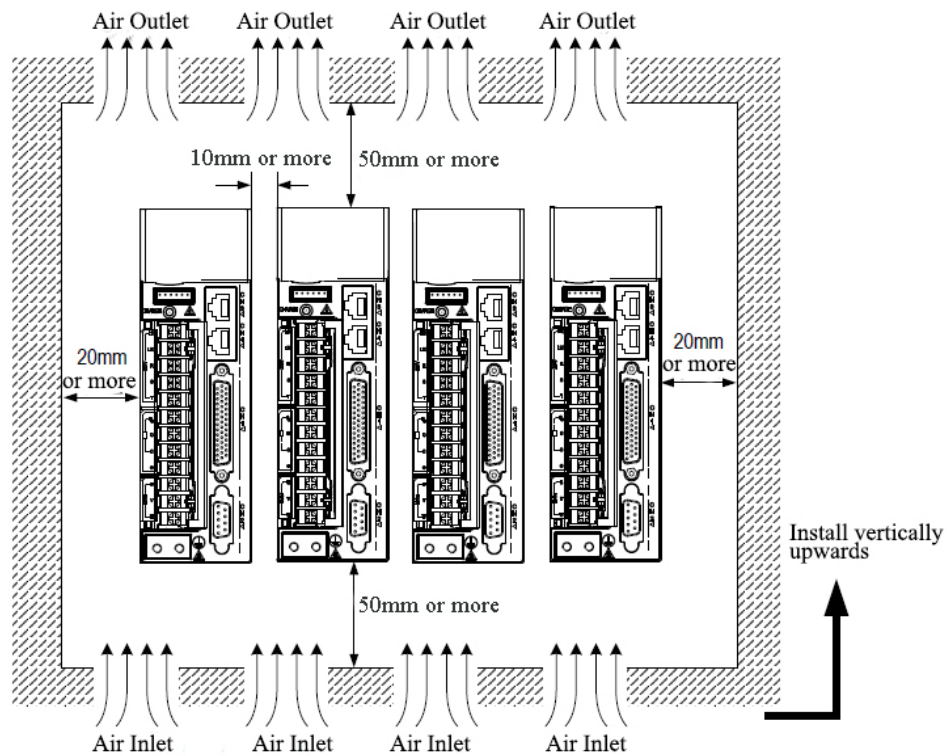 Air Outlet Air Outlet Air Outlet Air Outlet
10mm or more
50mm or more
20mm
or more
20mm
or more
50mm or more
Install vertically
upwards
Air Inlet Air Inlet Air Inlet Air Inlet